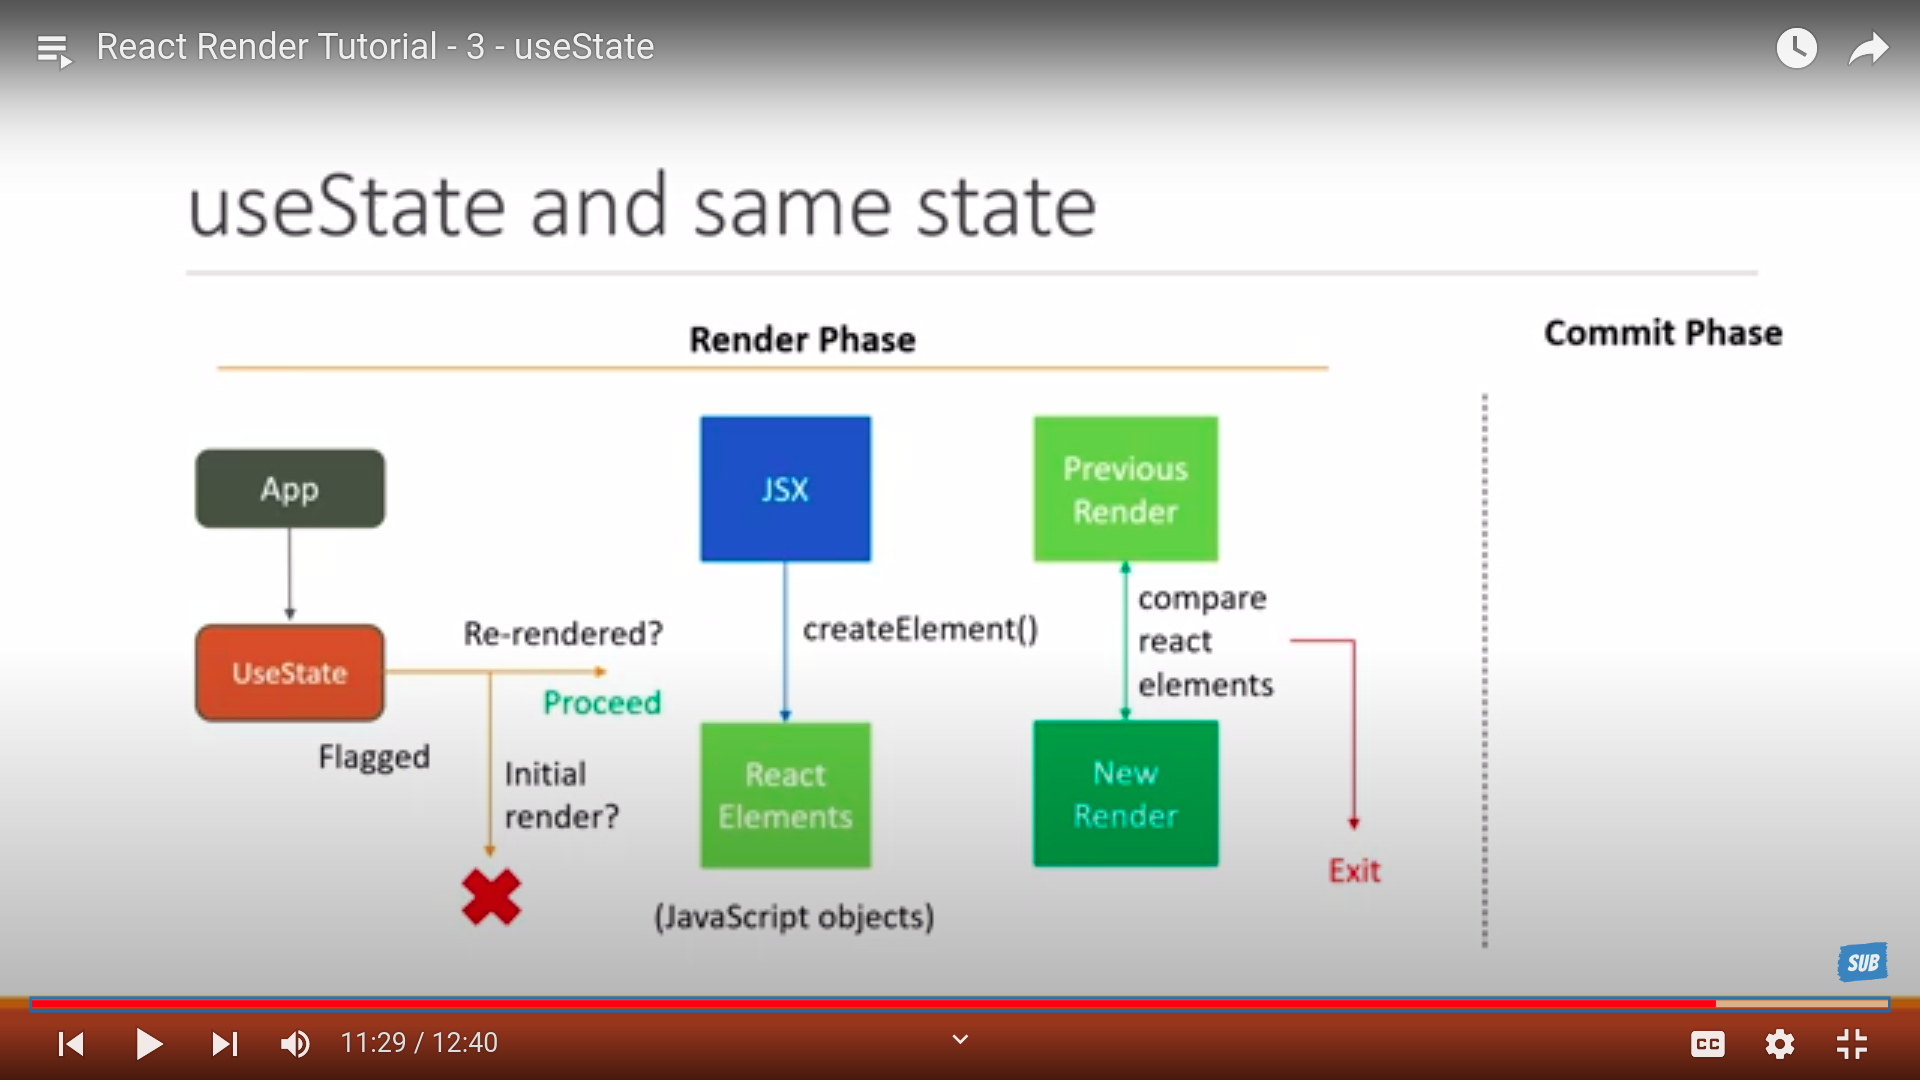 React Render Tutorial - 3 - useState
useState and same state
Render Phase
Commit Phase
App
UseState
Flagged
Re-rendered?
Proceed
Initial
render?
JSX
createElement()
React
Elements
(JavaScript objects)
Previous
Render
compare
react
elements
New
Render
Exit
SUB
11:29 / 12:40
CC